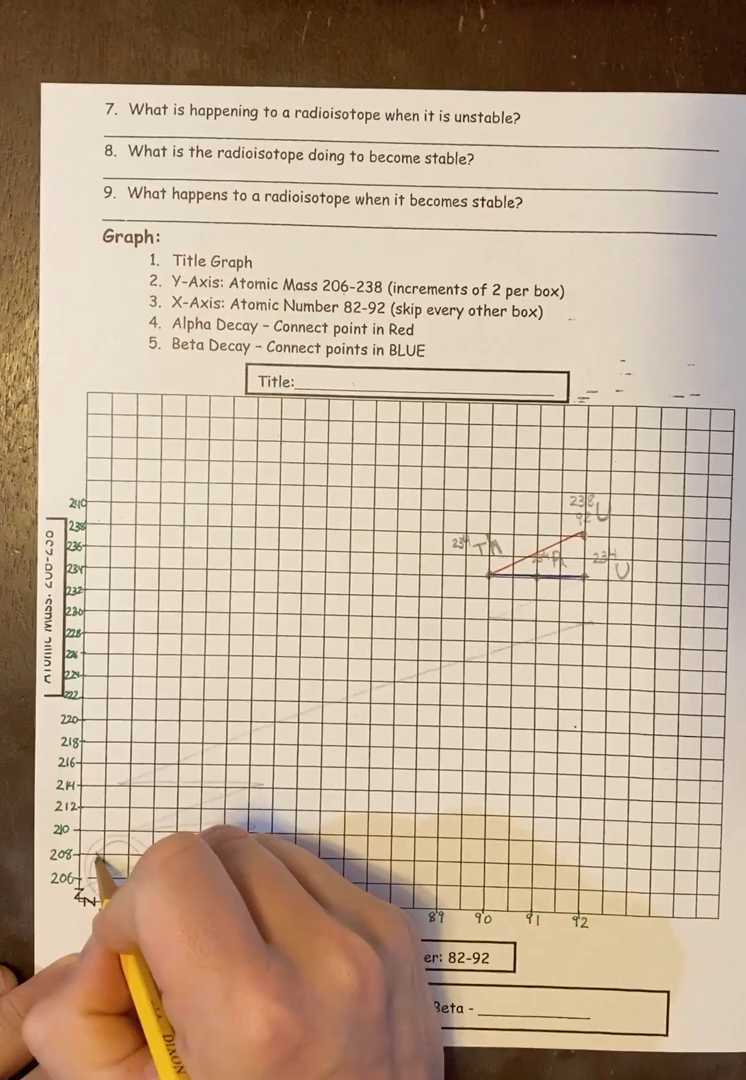 7. What is happening to a radioisotope when it is unstable?
8. What is the radioisotope doing to become stable?
9. What happens to a radioisotope when it becomes stable?
Graph:
1. Title Graph
2. Y-Axis: Atomic Mass 206-238 (increments of 2 per box)
3. X-Axis: Atomic Number 82-92 (skip every other box)
4. Alpha Decay - Connect point in Red
5. Beta Decay - Connect points in BLUE
Title:
240
238
236
234
232
230
228
226
224
222
220
218
216
214
212
210
208
206
238
92 U
234 Th
234 Pa
234 U
89 90 91 92
er: 82-92
Beta -